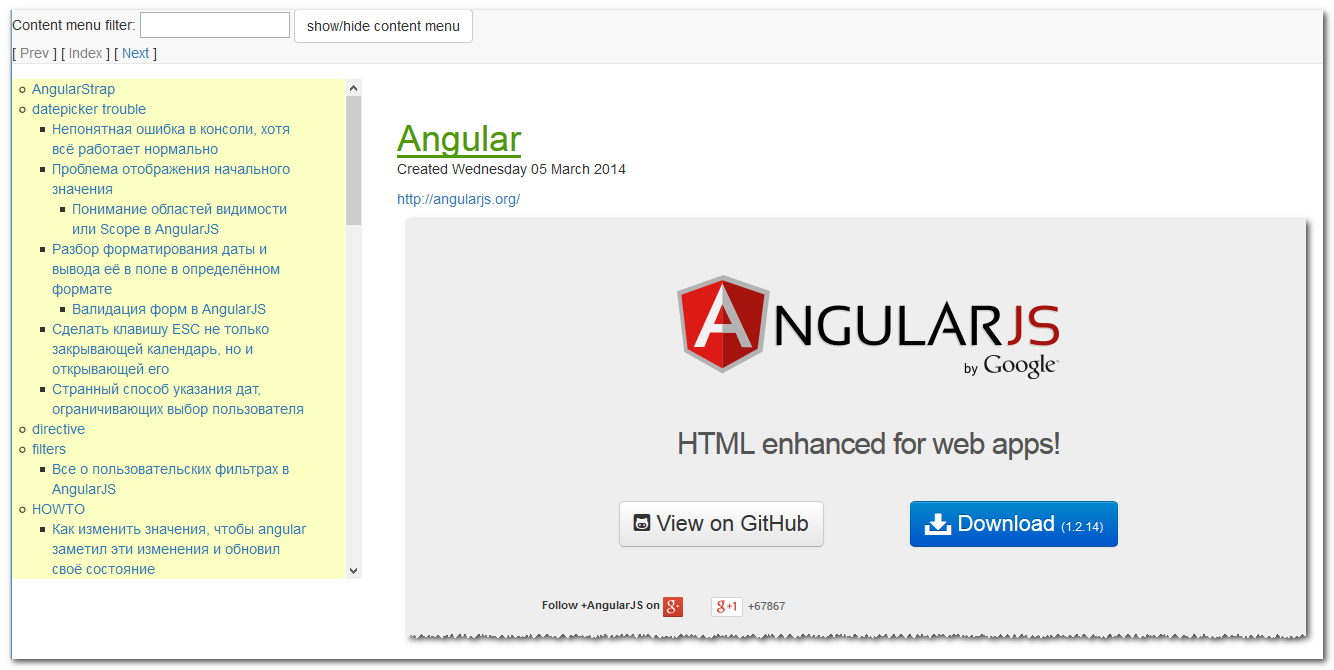 Content menu filter: show/hide content menu
[ Prev ] [ Index ] [ Next ]
AngularStrap
datepicker trouble
Непонятная ошибка в консоли, хотя
всё работает нормально
Проблема отображения начального
значения
Понимание областей видимости
или Scope в AngularJS
Разбор форматирования даты и
вывода её в поле в определённом
формате
Валидация форм в AngularJS
Сделать клавишу ESC не только
закрывающей календарь, но и
открывающей его
Странный способ указания дат,
ограничивающих выбор пользователя
directive
filters
Все о пользовательских фильтрах в
AngularJS
HOWTO
Как изменить значения, чтобы angular
заметил эти изменения и обновил
своё состояние
Angular
Created Wednesday 05 March 2014
http://angularjs.org/
ANGULARJS
by Google
HTML enhanced for web apps!
View on GitHub
Download (1.2.14)
Follow +AngularJS on g+ g+1 +67867